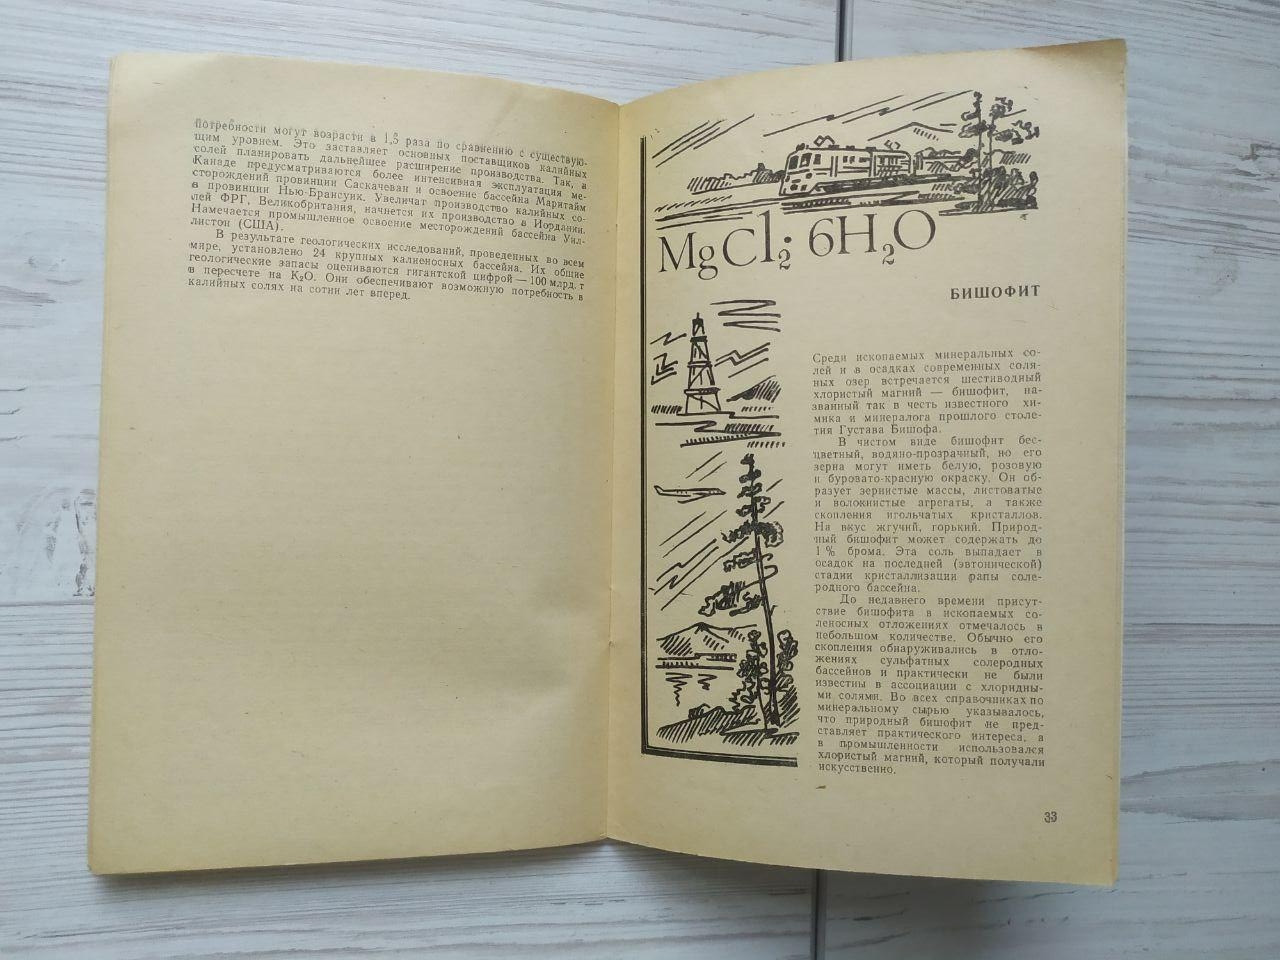 потребности могут возрасти в 1,5 раза по сравнению с существую-
щим уровнем. Это заставляет основных поставщиков калийных
солей планировать дальнейшее расширение производства. Так, в
Канаде предусматриваются более интенсивная эксплуатация ме-
сторождений провинции Саскачеван и освоение бассейна Маритайм
в провинции Нью-Брансуик. Увеличат производство калийных со-
лей ФРГ, Великобритания, начнется их производство в Иордании.
Намечается промышленное освоение месторождений бассейна Уил-
листон (США).
В результате геологических исследований, проведенных во всем
мире, установлено 24 крупных калиеносных бассейна. Их общие
геологические запасы оцениваются гигантской цифрой — 100 млрд. т
в пересчете на K₂O. Они обеспечивают возможную потребность в
калийных солях на сотни лет вперед.
MgCl₂· 6H₂O
БИШОФИТ
Среди ископаемых минеральных со-
лей и в осадках современных соля-
ных озер встречается шестиводный
хлористый магний — бишофит, на-
званный так в честь известного хи-
мика и минералога прошлого столе-
тия Густава Бишофа.
В чистом виде бишофит бес-
цветный, водяно-прозрачный, но его
зерна могут иметь белую, розовую
и буровато-красную окраску. Он об-
разует зернистые массы, листоватые
и волокнистые агрегаты, а также
скопления игольчатых кристаллов.
На вкус жгучий, горький. Природ-
ный бишофит может содержать до
1% брома. Эта соль выпадает в
осадок на последней (эвтонической)
стадии кристаллизации рапы соле-
родного бассейна.
До недавнего времени присут-
ствие бишофита в ископаемых со-
леносных отложениях отмечалось в
небольшом количестве. Обычно его
скопления обнаруживались в отло-
жениях сульфатных солеродных
бассейнов и практически не были
известны в ассоциации с хлоридны-
ми солями. Во всех справочниках по
минеральному сырью указывалось,
что природный бишофит не пред-
ставляет практического интереса, а
в промышленности использовался
хлористый магний, который получали
искусственно.
33